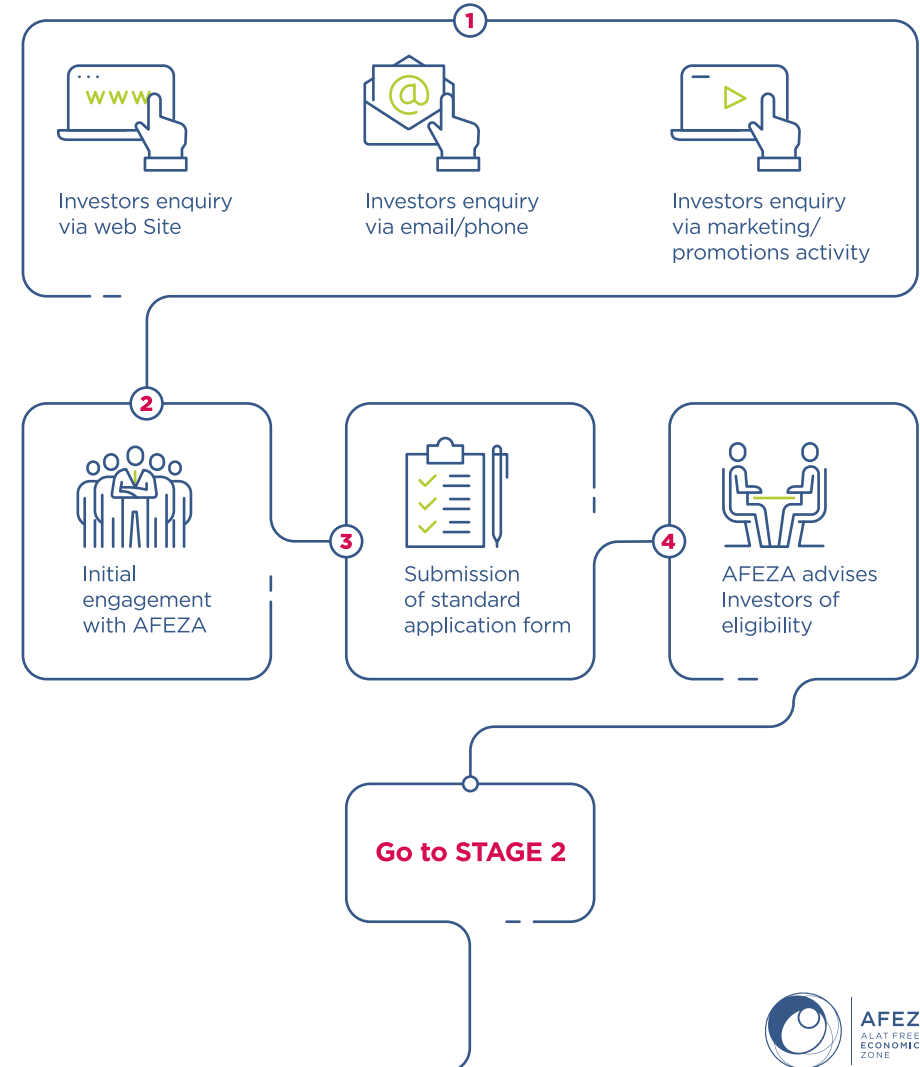 1
WWW
@
Investors enquiry
via web Site
Investors enquiry
via email/phone
Investors enquiry
via marketing/
promotions activity
2
Initial
engagement
with AFEZA
3
Submission
of standard
application form
4
AFEZA advises
Investors of
eligibility
Go to STAGE 2
AFEZ
ALAT FREE
ECONOMIC
ZONE